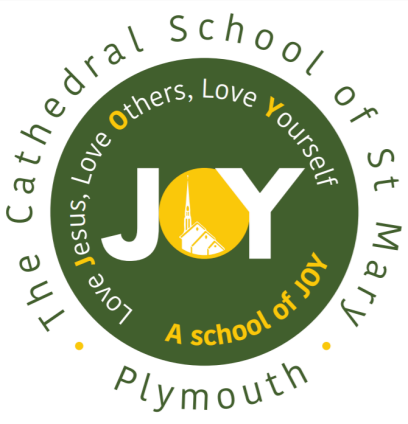 The Cathedral School of St Mary
• Plymouth •
Love Jesus, Love Others, Love Yourself
JOY
A school of JOY